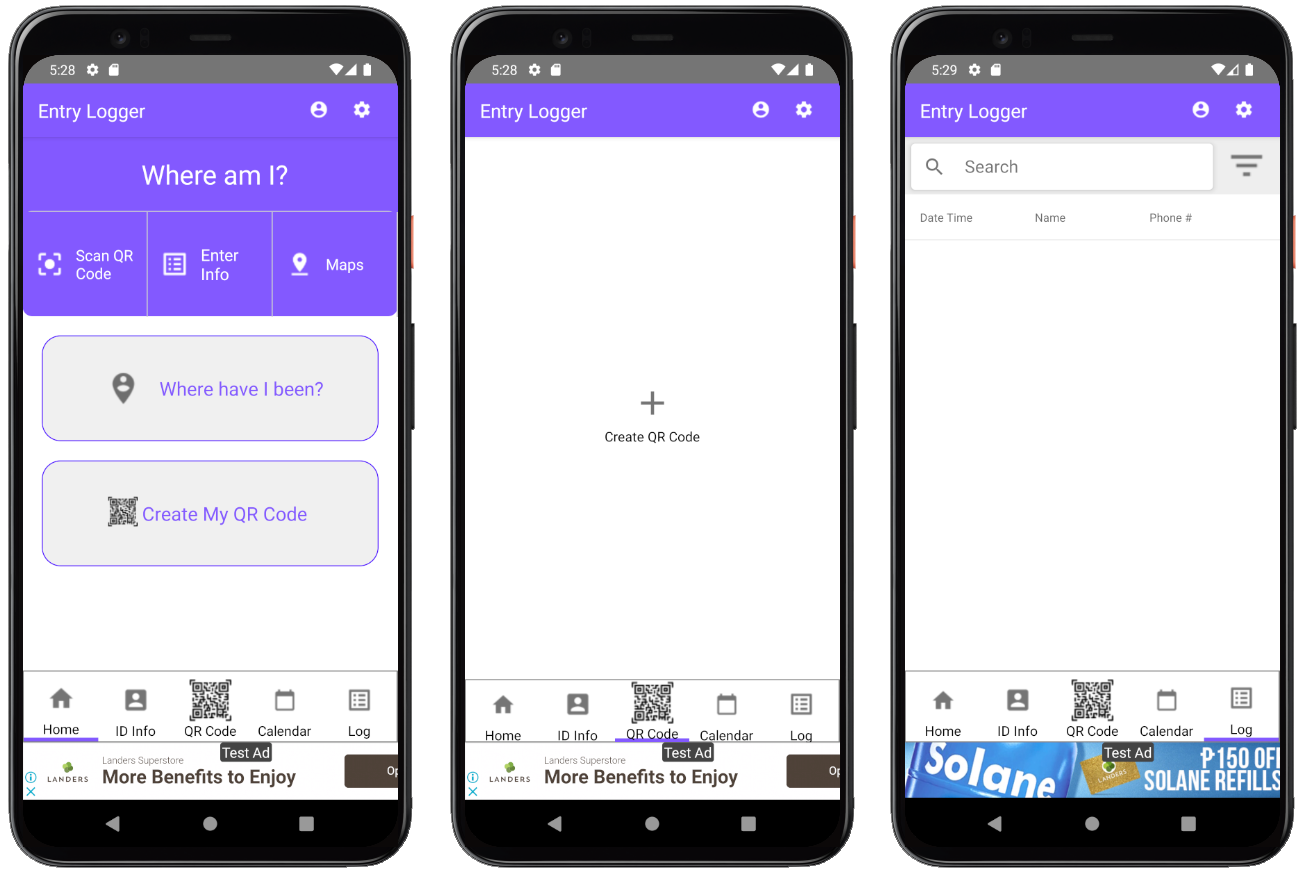 5:28
Entry Logger
Where am I?
Scan QR
Code
Enter
Info
Maps
Where have I been?
Create My QR Code
Home
ID Info
QR Code
Calendar
Log
Test Ad
LANDERS
Landers Superstore
More Benefits to Enjoy
Op
5:28
Entry Logger
Create QR Code
Home
ID Info
QR Code
Calendar
Log
Test Ad
LANDERS
Landers Superstore
More Benefits to Enjoy
Op
5:29
Entry Logger
Search
Date Time
Name
Phone #
Home
ID Info
QR Code
Calendar
Log
Test Ad
Solane
LANDERS
₱150 OFF
SOLANE REFILLS